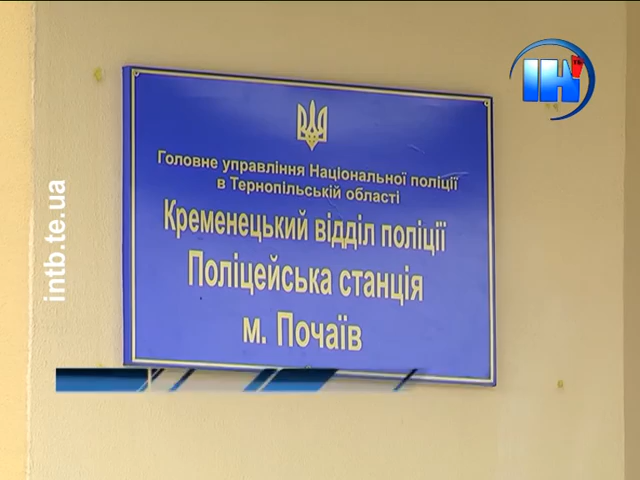 Головне управління Національної поліції
в Тернопільській області
Кременецький відділ поліції
Поліцейська станція
м. Почаїв
intb.te.ua
ІН